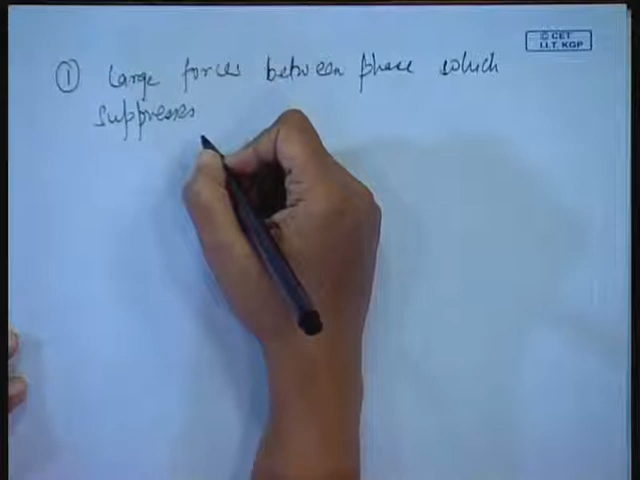 © CET
I.I.T. KGP
① Large forces between phase which
suppresses